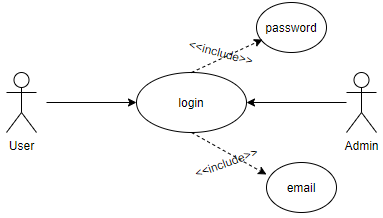 password
<<include>>
login
User
Admin
<<include>>
email